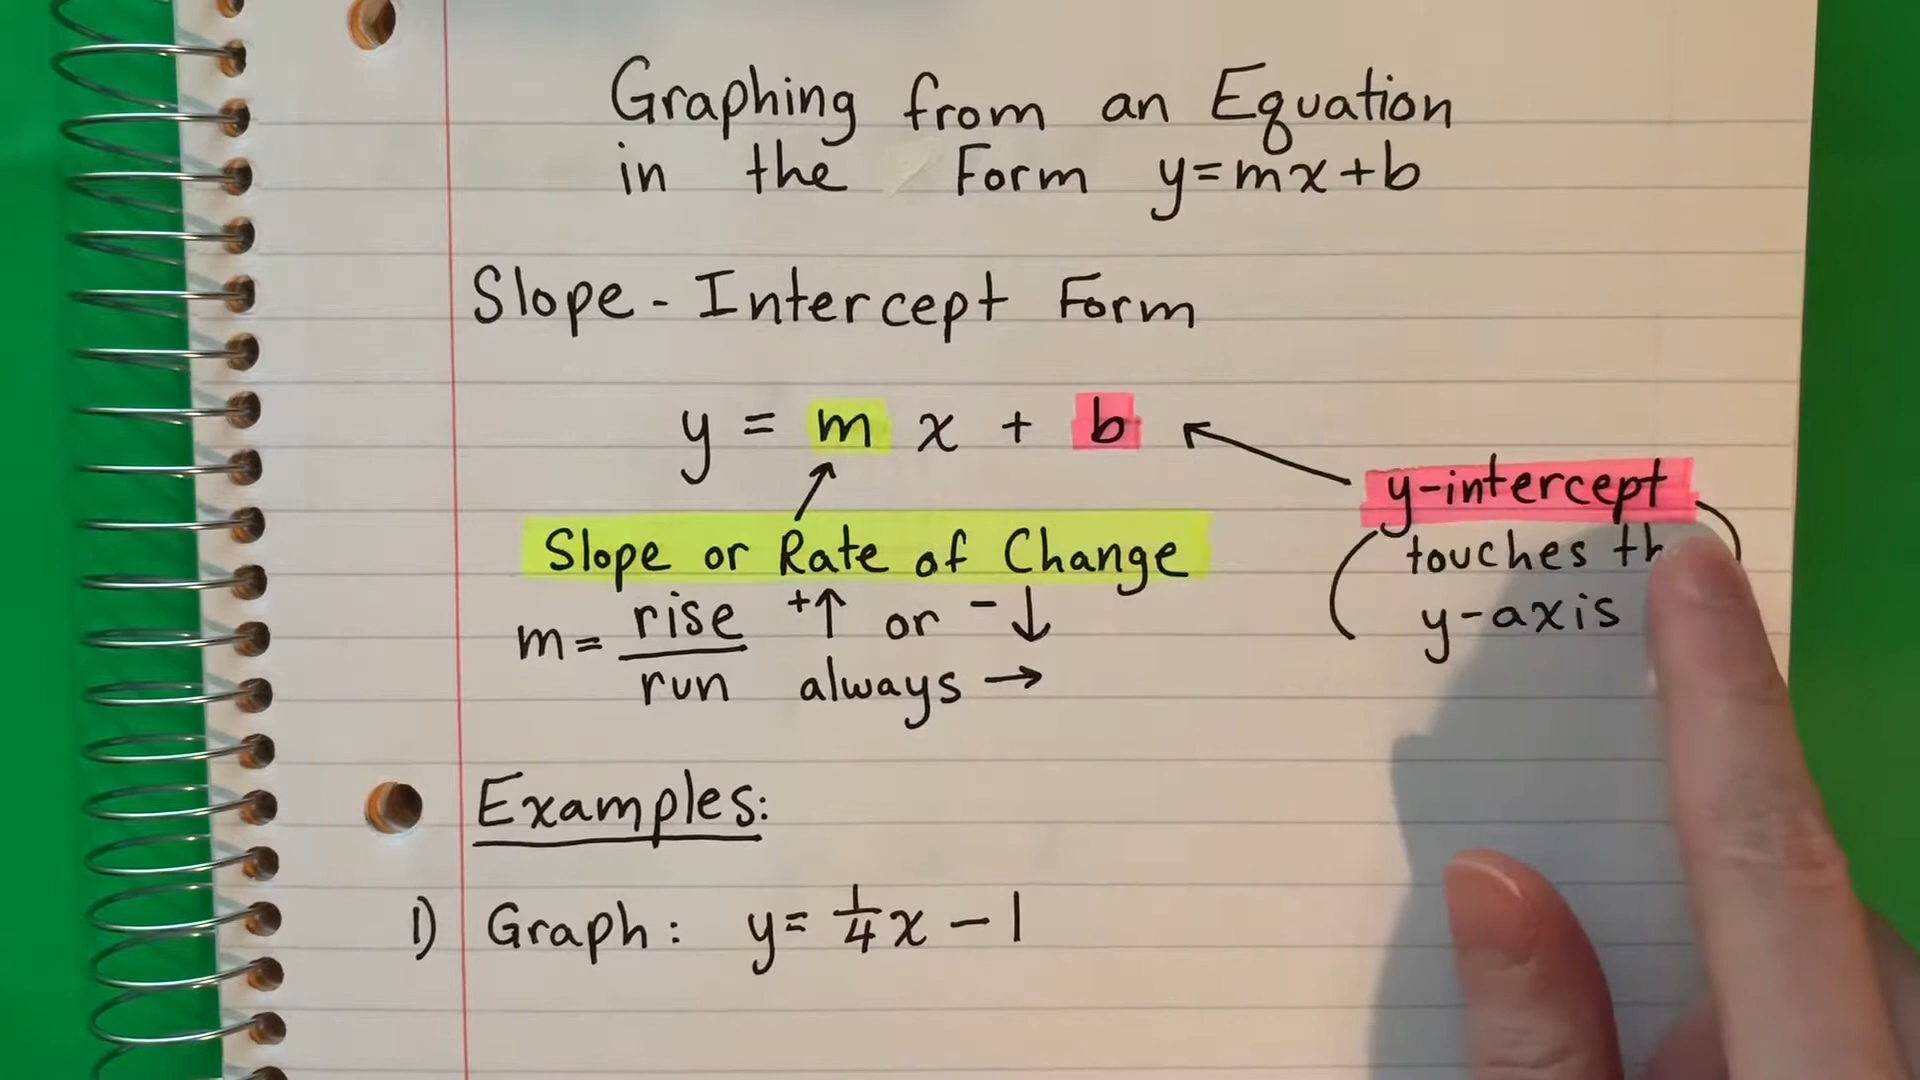 Graphing from an Equation
in the Form y=mx+b
Slope - Intercept Form
y = m x + b
y-intercept
Slope or Rate of Change
(touches th
y-axis
m= rise/run +↑ or -↓
always →
Examples:
1) Graph: y= 1/4x - 1